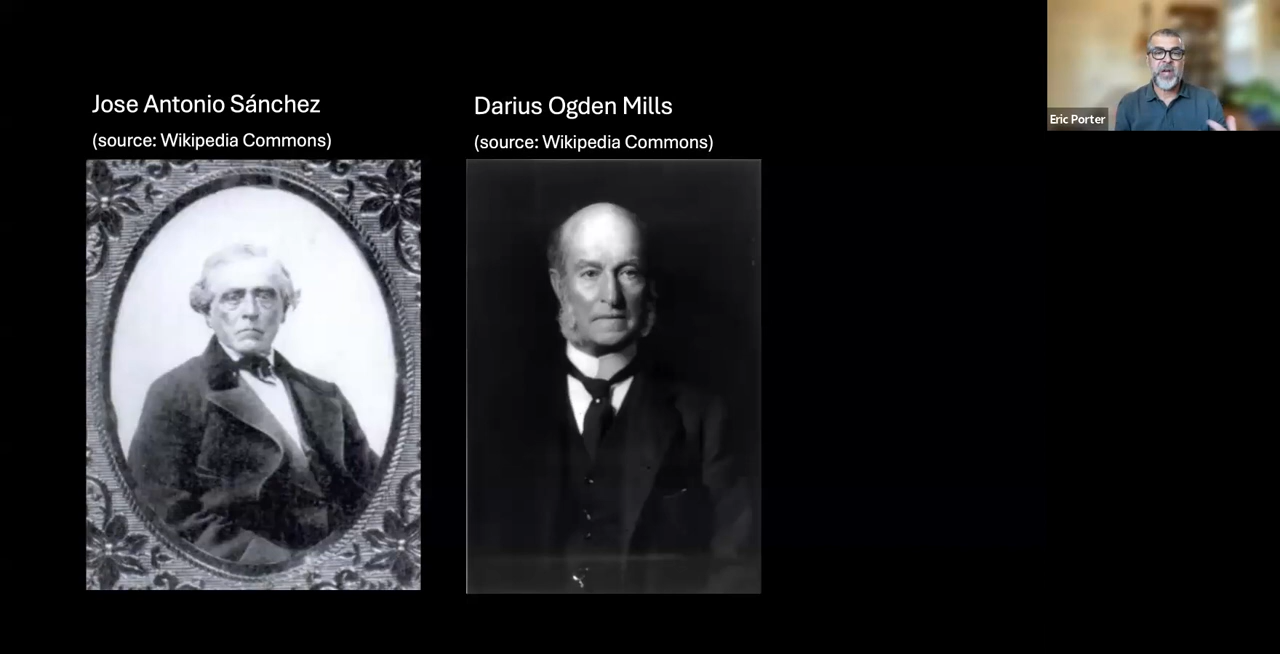 Jose Antonio Sánchez
(source: Wikipedia Commons)
Darius Ogden Mills
(source: Wikipedia Commons)
Eric Porter